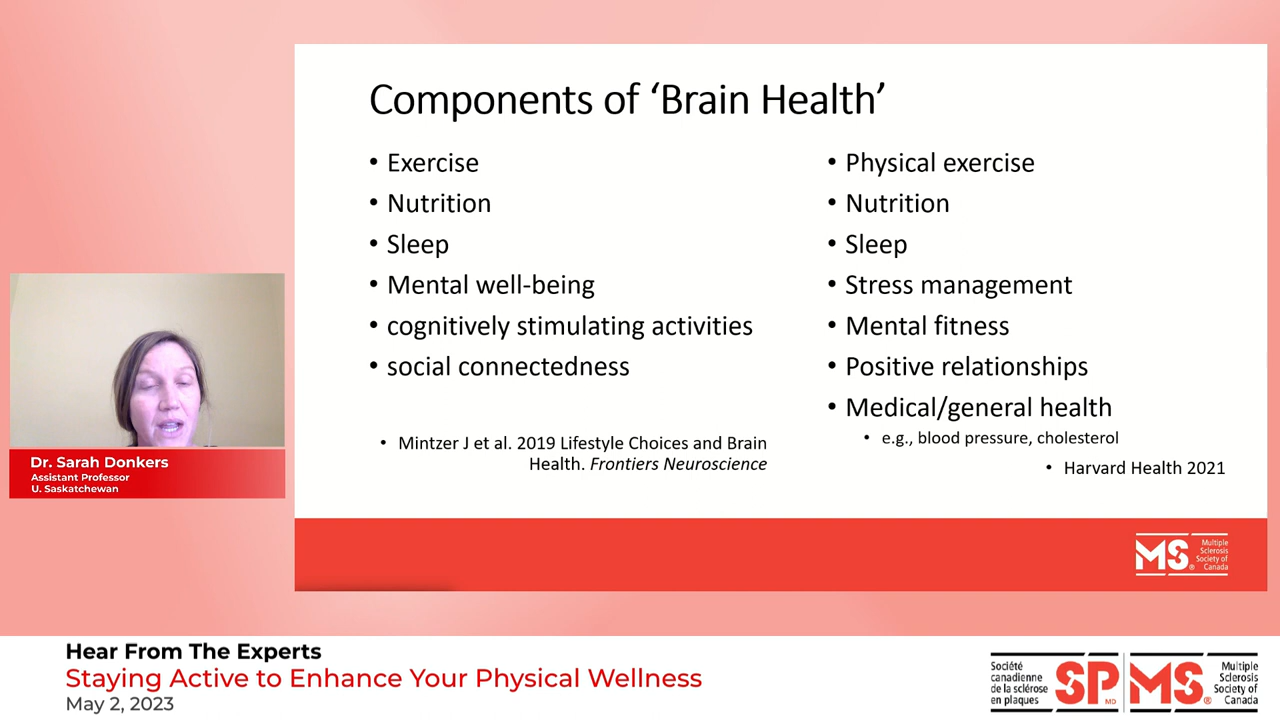 Components of ‘Brain Health’
• Exercise
• Nutrition
• Sleep
• Mental well-being
• cognitively stimulating activities
• social connectedness
• Mintzer J et al. 2019 Lifestyle Choices and Brain
Health. Frontiers Neuroscience
• Physical exercise
• Nutrition
• Sleep
• Stress management
• Mental fitness
• Positive relationships
• Medical/general health
• e.g., blood pressure, cholesterol
• Harvard Health 2021
Dr. Sarah Donkers
Assistant Professor
U. Saskatchewan
MS®
Multiple
Sclerosis
Society of
Canada
Hear From The Experts
Staying Active to Enhance Your Physical Wellness
May 2, 2023
Société
canadienne
de la sclérose
en plaques
SP MD
MS®
Multiple
Sclerosis
Society of
Canada